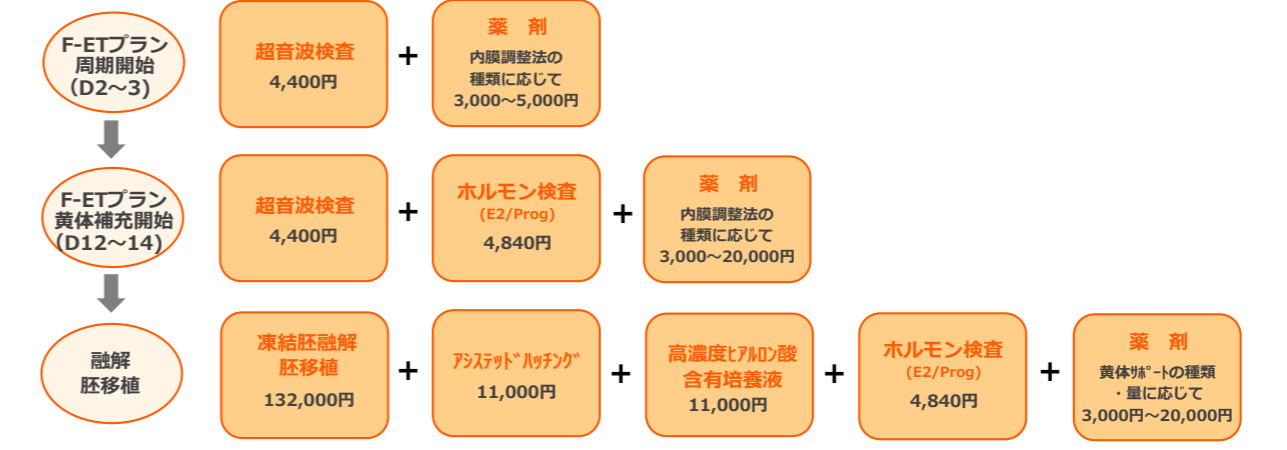 F-ETプラン
周期開始
(D2～3)
超音波検査
4,400円
+
薬　剤
内膜調整法の
種類に応じて
3,000～5,000円
F-ETプラン
黄体補充開始
(D12～14)
超音波検査
4,400円
+
ホルモン検査
(E2/Prog)
4,840円
+
薬　剤
内膜調整法の
種類に応じて
3,000～20,000円
融解
胚移植
凍結胚融解
胚移植
132,000円
+
ｱｼｽﾃｯﾄﾞﾊｯﾁﾝｸﾞ
11,000円
+
高濃度ﾋｱﾙﾛﾝ酸
含有培養液
11,000円
+
ホルモン検査
(E2/Prog)
4,840円
+
薬　剤
黄体ｻﾎﾟｰﾄの種類
・量に応じて
3,000円～20,000円